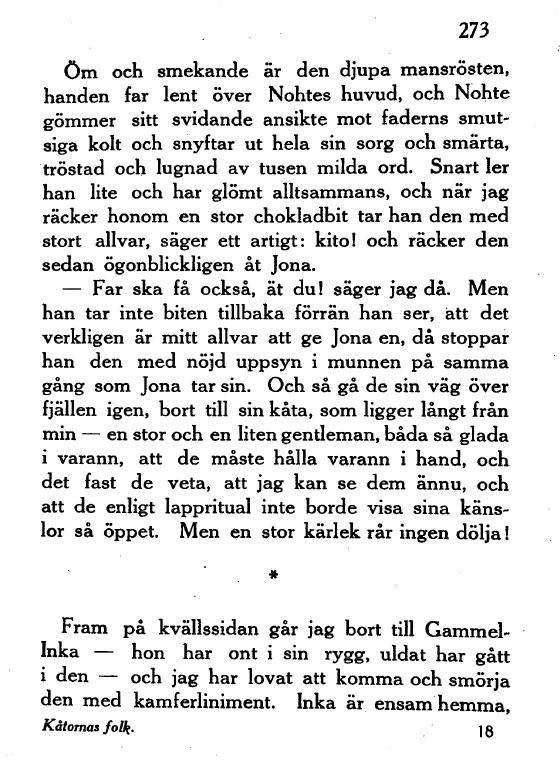 273
Öm och smekande är den djupa mansrösten,
handen far lent över Nohtes huvud, och Nohte
gömmer sitt svidande ansikte mot faderns smut-
siga kolt och snyftar ut hela sin sorg och smärta,
tröstad och lugnad av tusen milda ord. Snart ler
han lite och har glömt alltsammans, och när jag
räcker honom en stor chokladbit tar han den med
stort allvar, säger ett artigt: kito! och räcker den
sedan ögonblickligen åt Jona.
— Far ska få också, ät du! säger jag då. Men
han tar inte biten tillbaka förrän han ser, att det
verkligen är mitt allvar att ge Jona en, då stoppar
han den med nöjd uppsyn i munnen på samma
gång som Jona tar sin. Och så gå de sin väg över
fjällen igen, bort till sin kåta, som ligger långt från
min — en stor och en liten gentleman, båda så glada
i varann, att de måste hålla varann i hand, och
det fast de veta, att jag kan se dem ännu, och
att de enligt lappritual inte borde visa sina käns-
lor så öppet. Men en stor kärlek rår ingen dölja!
*
Fram på kvällssidan går jag bort till Gammel-
Inka — hon har ont i sin rygg, uldat har gått
i den — och jag har lovat att komma och smörja
den med kamferliniment. Inka är ensam hemma,
Kåtornas folk.
18